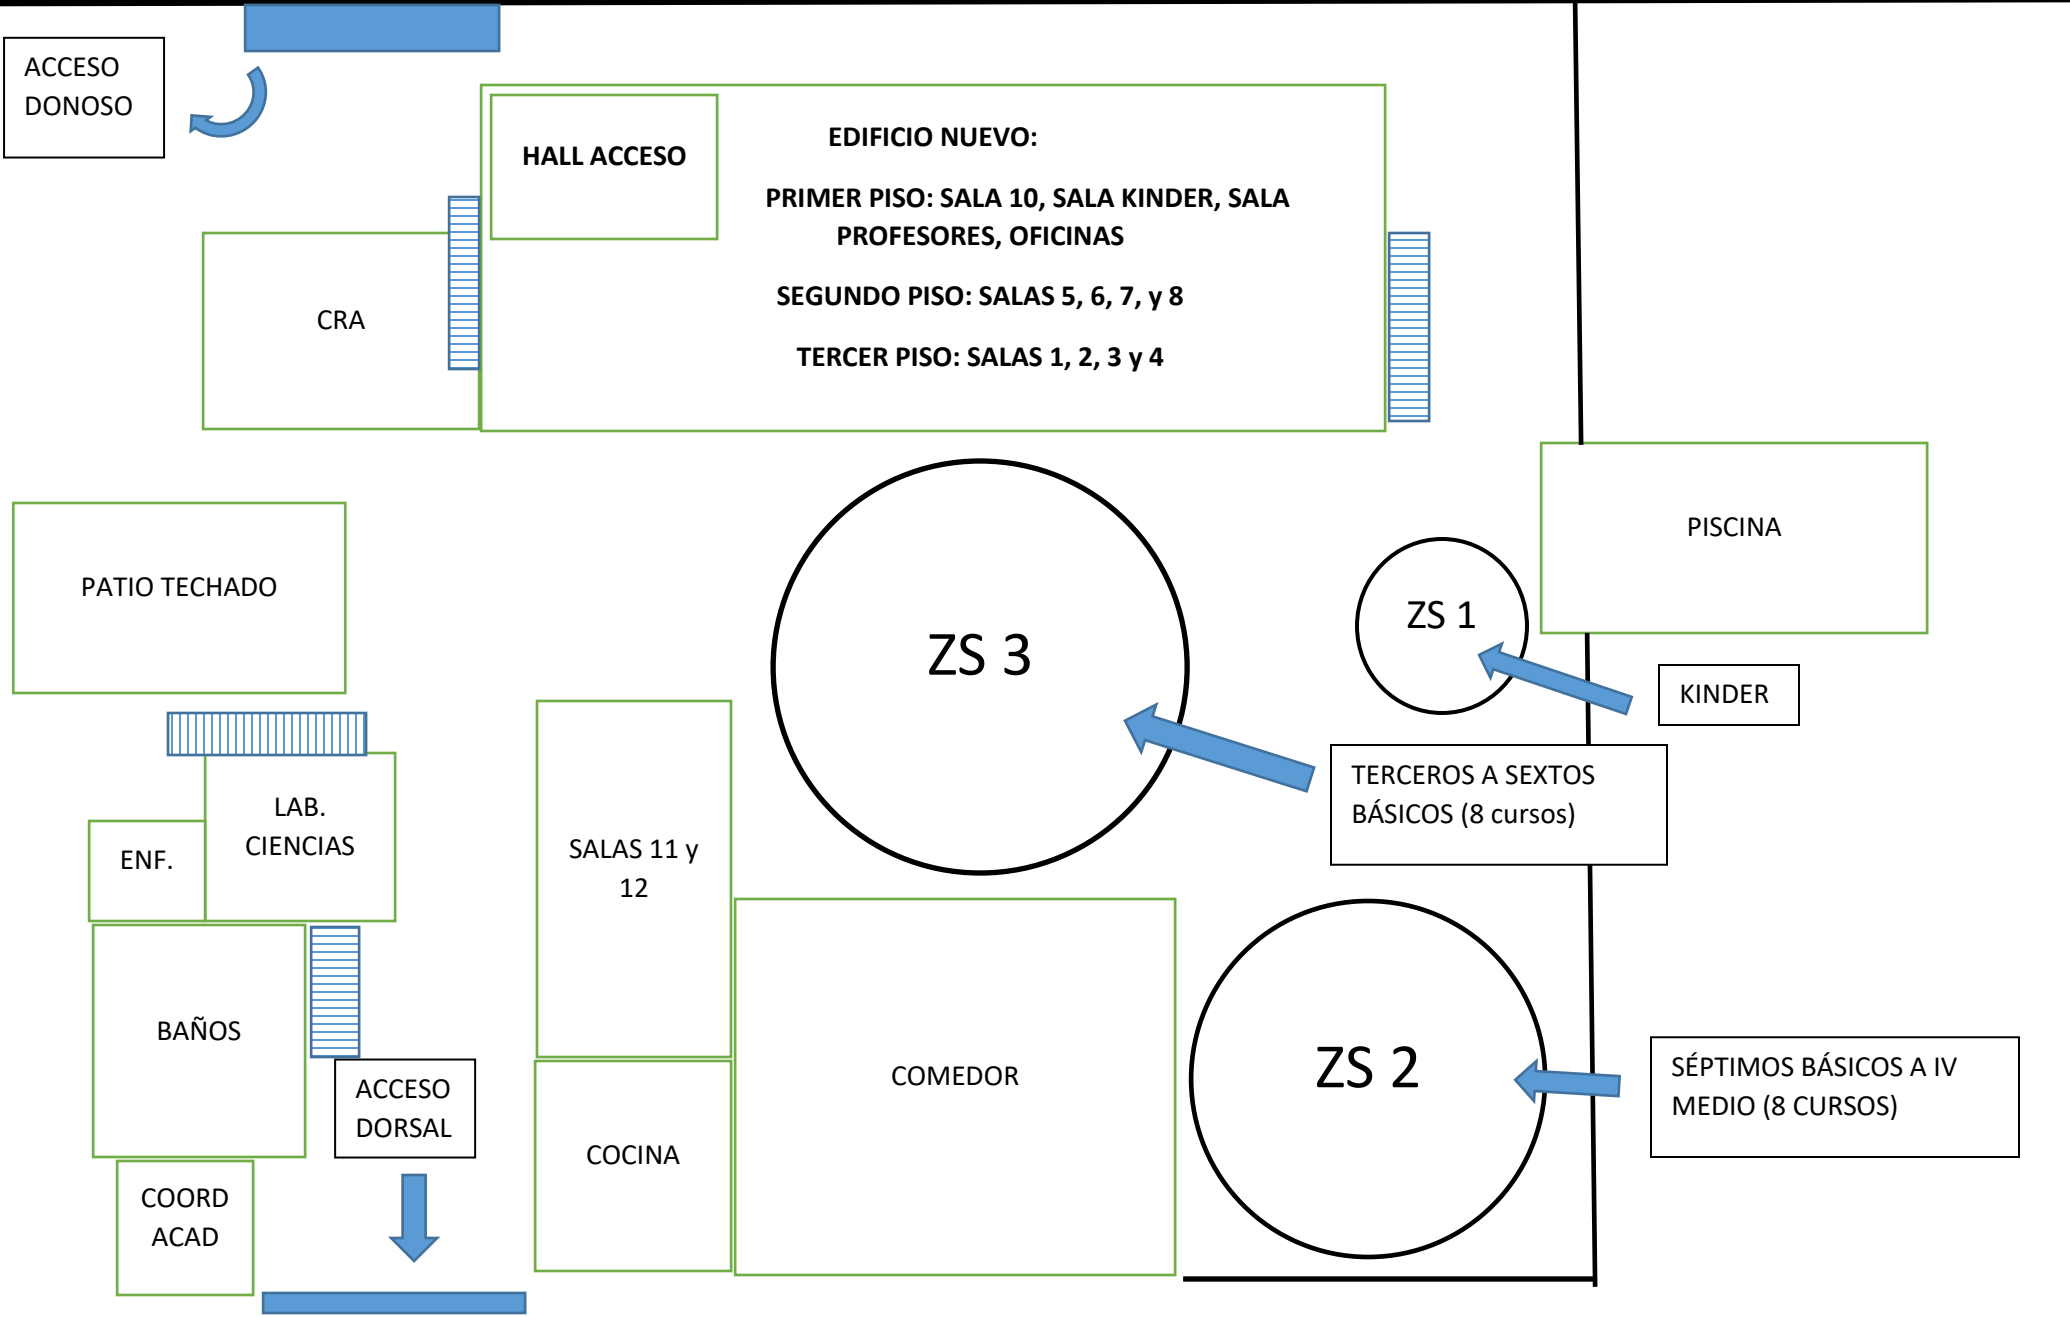 ACCESO
DONOSO
HALL ACCESO
EDIFICIO NUEVO:
PRIMER PISO: SALA 10, SALA KINDER, SALA
PROFESORES, OFICINAS
SEGUNDO PISO: SALAS 5, 6, 7, y 8
TERCER PISO: SALAS 1, 2, 3 y 4
CRA
PISCINA
PATIO TECHADO
ZS 3
ZS 1
KINDER
TERCEROS A SEXTOS
BÁSICOS (8 cursos)
LAB.
CIENCIAS
ENF.
SALAS 11 y
12
BAÑOS
ACCESO
DORSAL
COMEDOR
ZS 2
SÉPTIMOS BÁSICOS A IV
MEDIO (8 CURSOS)
COCINA
COORD
ACAD